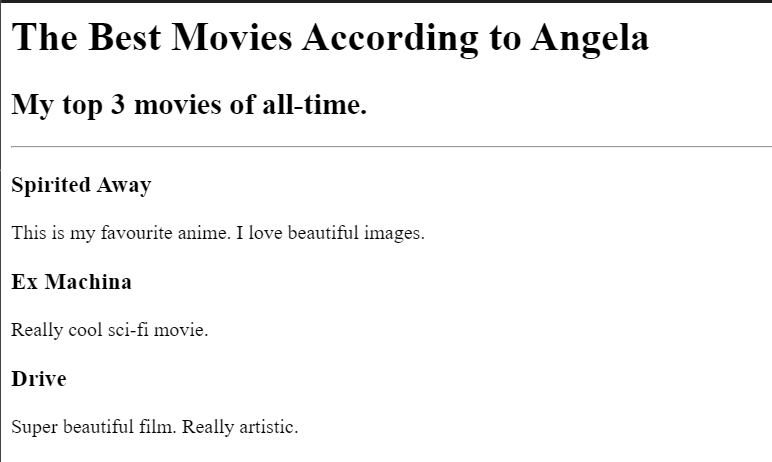 The Best Movies According to Angela
My top 3 movies of all-time.
Spirited Away
This is my favourite anime. I love beautiful images.
Ex Machina
Really cool sci-fi movie.
Drive
Super beautiful film. Really artistic.